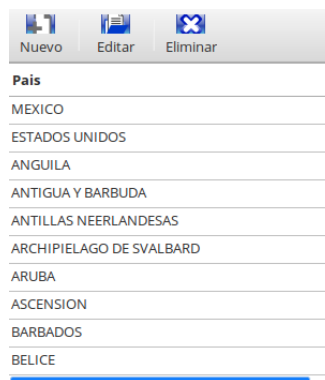 Nuevo Editar Eliminar
Pais
MEXICO
ESTADOS UNIDOS
ANGUILA
ANTIGUA Y BARBUDA
ANTILLAS NEERLANDESAS
ARCHIPIELAGO DE SVALBARD
ARUBA
ASCENSION
BARBADOS
BELICE